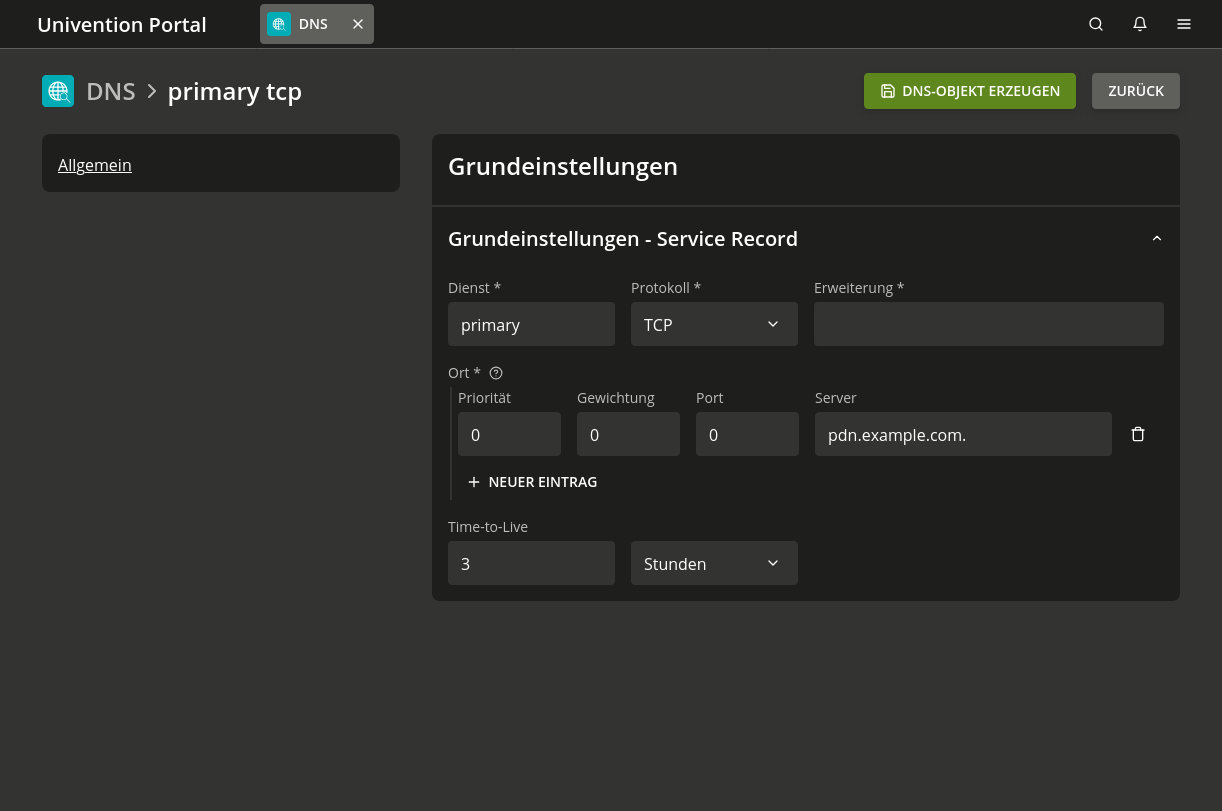 Univention Portal
DNS
DNS > primary tcp
DNS-OBJEKT ERZEUGEN
ZURÜCK
Allgemein
Grundeinstellungen
Grundeinstellungen - Service Record
Dienst * Protokoll * Erweiterung *
primary TCP
Ort *
Priorität Gewichtung Port Server
0 0 0 pdn.example.com.
+ NEUER EINTRAG
Time-to-Live
3 Stunden